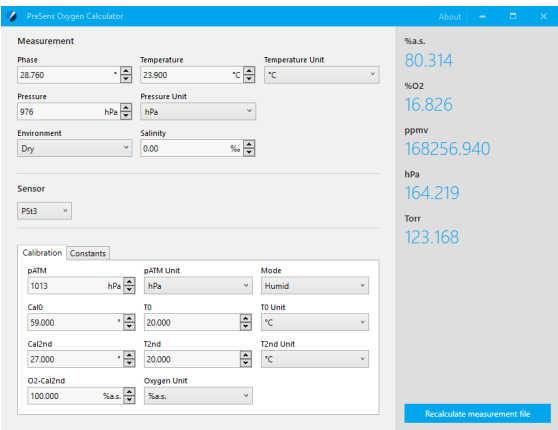 PreSens Oxygen Calculator About
Measurement
Phase Temperature Temperature Unit
28.760 ° 23.900 °C °C
Pressure Pressure Unit
976 hPa hPa
Environment Salinity
Dry 0.00 ‰
Sensor
PSt3
Calibration Constants
pATM pATM Unit Mode
1013 hPa hPa Humid
Cal0 T0 T0 Unit
59.000 ° 20.000 °C
Cal2nd T2nd T2nd Unit
27.000 ° 20.000 °C
O2-Cal2nd Oxygen Unit
100.000 %a.s. %a.s.
%a.s.
80.314
%O2
16.826
ppmv
168256.940
hPa
164.219
Torr
123.168
Recalculate measurement file